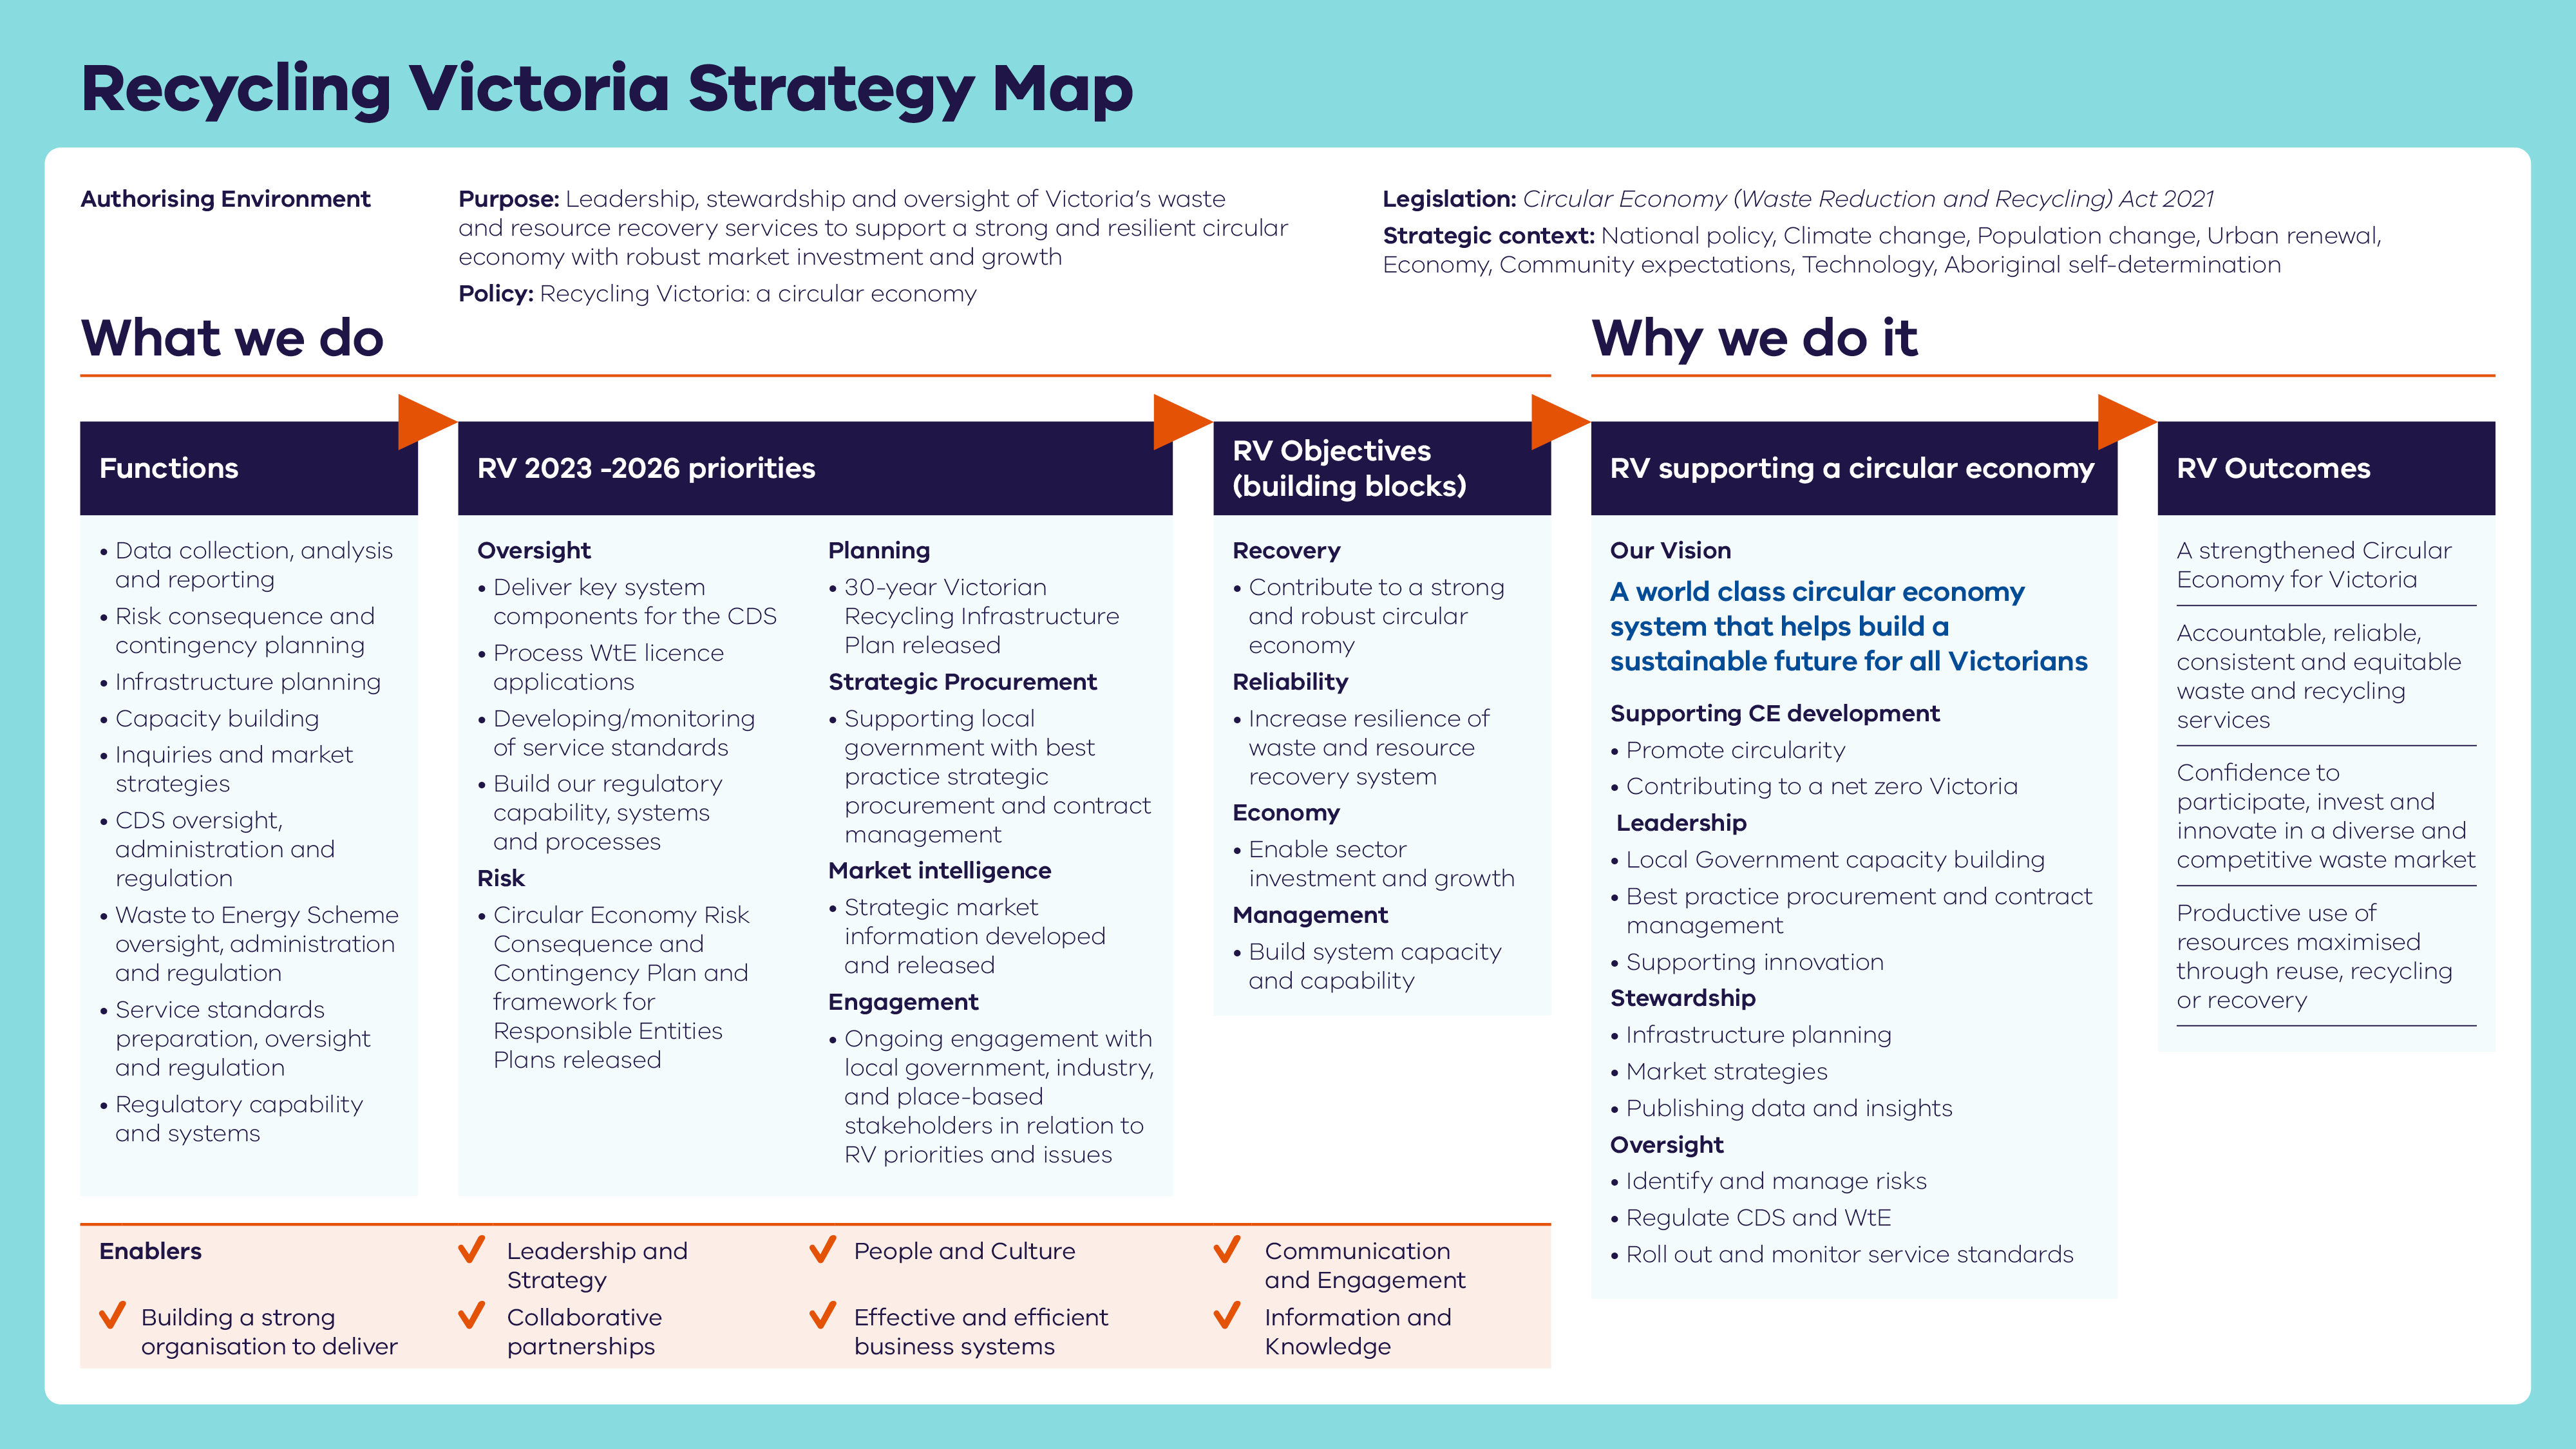 Recycling Victoria Strategy Map
Authorising Environment
Purpose: Leadership, stewardship and oversight of Victoria’s waste
and resource recovery services to support a strong and resilient circular
economy with robust market investment and growth
Policy: Recycling Victoria: a circular economy
Legislation: Circular Economy (Waste Reduction and Recycling) Act 2021
Strategic context: National policy, Climate change, Population change, Urban renewal,
Economy, Community expectations, Technology, Aboriginal self-determination
What we do
Why we do it
Functions
• Data collection, analysis
and reporting
• Risk consequence and
contingency planning
• Infrastructure planning
• Capacity building
• Inquiries and market
strategies
• CDS oversight,
administration and
regulation
• Waste to Energy Scheme
oversight, administration
and regulation
• Service standards
preparation, oversight
and regulation
• Regulatory capability
and systems
RV 2023 -2026 priorities
Oversight
• Deliver key system
components for the CDS
• Process WtE licence
applications
• Developing/monitoring
of service standards
• Build our regulatory
capability, systems
and processes
Risk
• Circular Economy Risk
Consequence and
Contingency Plan and
framework for
Responsible Entities
Plans released
Planning
• 30-year Victorian
Recycling Infrastructure
Plan released
Strategic Procurement
• Supporting local
government with best
practice strategic
procurement and contract
management
Market intelligence
• Strategic market
information developed
and released
Engagement
• Ongoing engagement with
local government, industry,
and place-based
stakeholders in relation to
RV priorities and issues
RV Objectives
(building blocks)
Recovery
• Contribute to a strong
and robust circular
economy
Reliability
• Increase resilience of
waste and resource
recovery system
Economy
• Enable sector
investment and growth
Management
• Build system capacity
and capability
RV supporting a circular economy
Our Vision
A world class circular economy
system that helps build a
sustainable future for all Victorians
Supporting CE development
• Promote circularity
• Contributing to a net zero Victoria
Leadership
• Local Government capacity building
• Best practice procurement and contract
management
• Supporting innovation
Stewardship
• Infrastructure planning
• Market strategies
• Publishing data and insights
Oversight
• Identify and manage risks
• Regulate CDS and WtE
• Roll out and monitor service standards
RV Outcomes
A strengthened Circular
Economy for Victoria
Accountable, reliable,
consistent and equitable
waste and recycling
services
Confidence to
participate, invest and
innovate in a diverse and
competitive waste market
Productive use of
resources maximised
through reuse, recycling
or recovery
Enablers
Building a strong
organisation to deliver
Leadership and
Strategy
Collaborative
partnerships
People and Culture
Effective and efficient
business systems
Communication
and Engagement
Information and
Knowledge